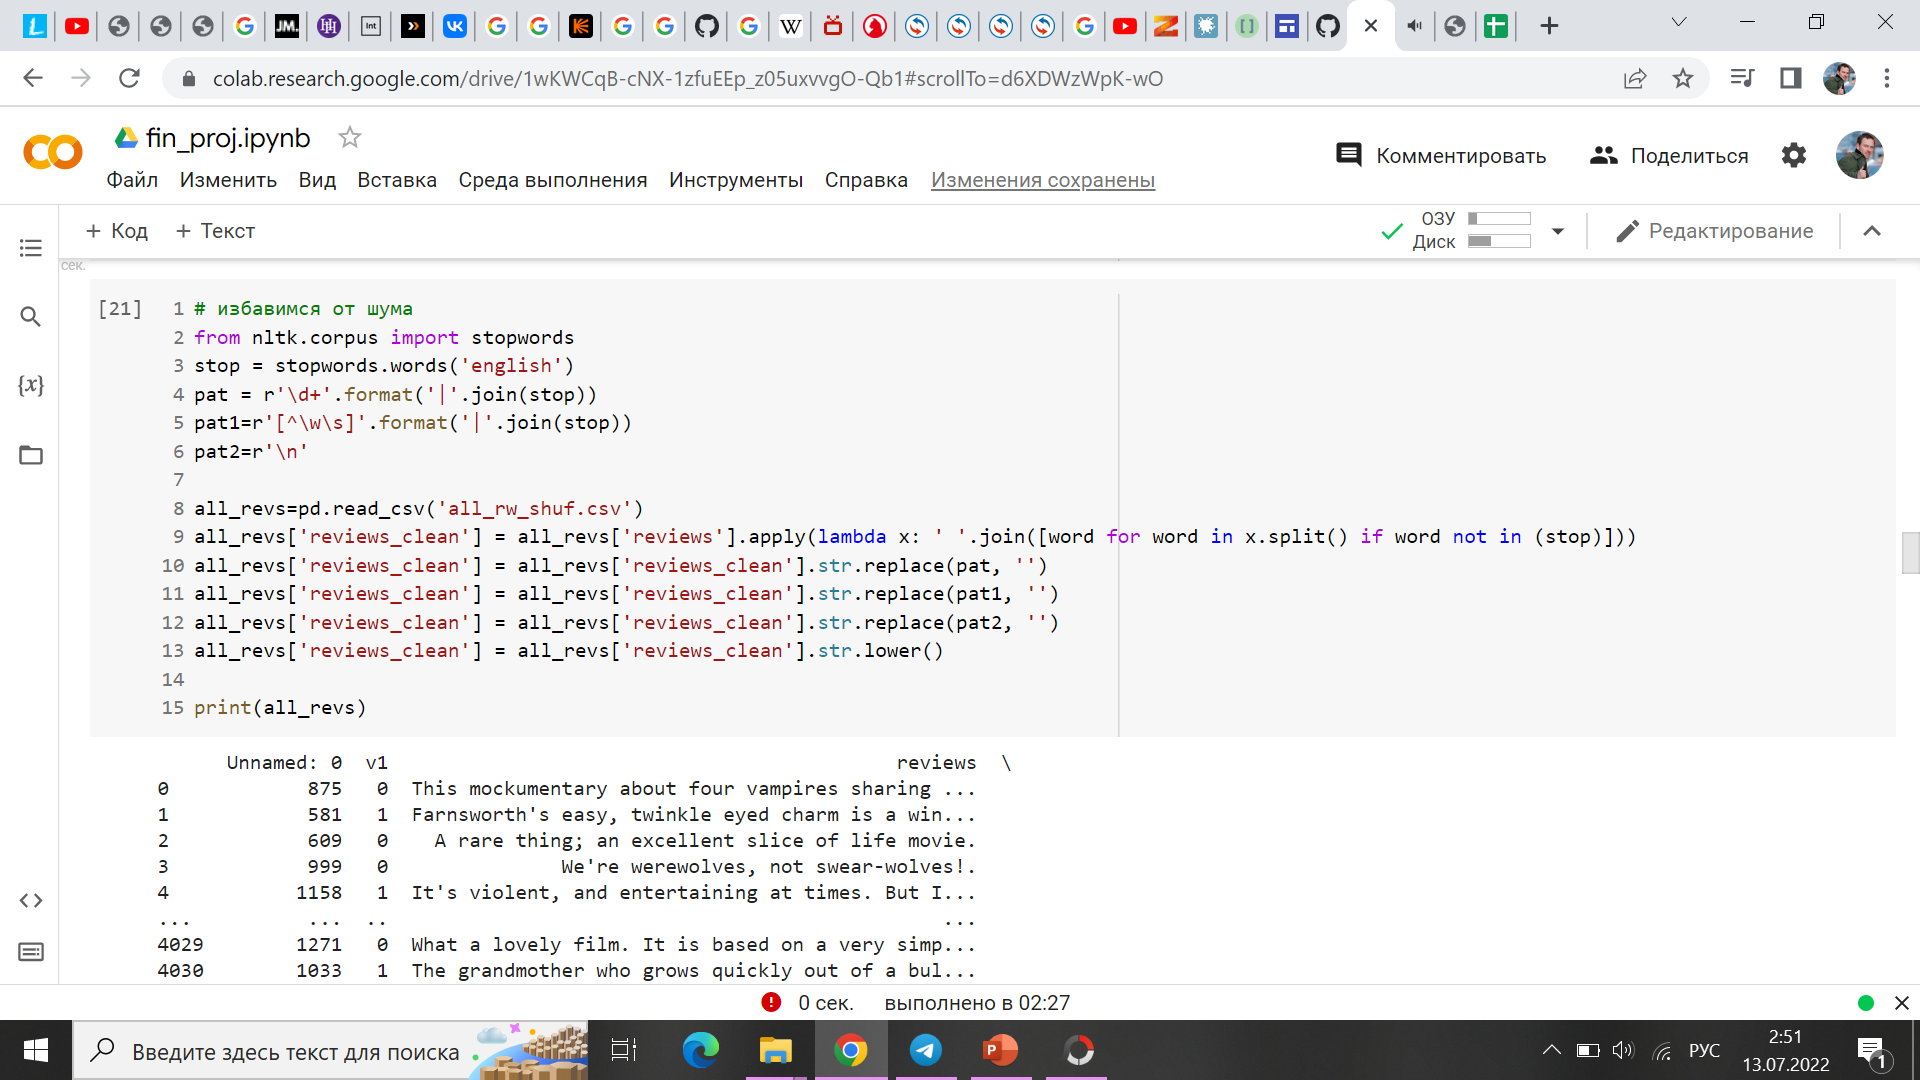 JM.
Int
W
colab.research.google.com/drive/1wKWCqB-cNX-1zfuEEp_z05uxvvgO-Qb1#scrollTo=d6XDWzWpK-wO
fin_proj.ipynb
Комментировать
Поделиться
Файл Изменить Вид Вставка Среда выполнения Инструменты Справка Изменения сохранены
+ Код + Текст
ОЗУ
Диск
Редактирование
сек.
[21]
1 # избавимся от шума
2 from nltk.corpus import stopwords
3 stop = stopwords.words('english')
4 pat = r'\d+'.format('|'.join(stop))
5 pat1=r'[^\w\s]'.format('|'.join(stop))
6 pat2=r'\n'
7
8 all_revs=pd.read_csv('all_rw_shuf.csv')
9 all_revs['reviews_clean'] = all_revs['reviews'].apply(lambda x: ' '.join([word for word in x.split() if word not in (stop)]))
10 all_revs['reviews_clean'] = all_revs['reviews_clean'].str.replace(pat, '')
11 all_revs['reviews_clean'] = all_revs['reviews_clean'].str.replace(pat1, '')
12 all_revs['reviews_clean'] = all_revs['reviews_clean'].str.replace(pat2, '')
13 all_revs['reviews_clean'] = all_revs['reviews_clean'].str.lower()
14
15 print(all_revs)
Unnamed: 0 v1 reviews \
0 875 0 This mockumentary about four vampires sharing ...
1 581 1 Farnsworth's easy, twinkle eyed charm is a win...
2 609 0 A rare thing; an excellent slice of life movie.
3 999 0 We're werewolves, not swear-wolves!.
4 1158 1 It's violent, and entertaining at times. But I...
... ... .. ...
4029 1271 0 What a lovely film. It is based on a very simp...
4030 1033 1 The grandmother who grows quickly out of a bul...
0 сек. выполнено в 02:27
Введите здесь текст для поиска
РУС
2:51
13.07.2022
1